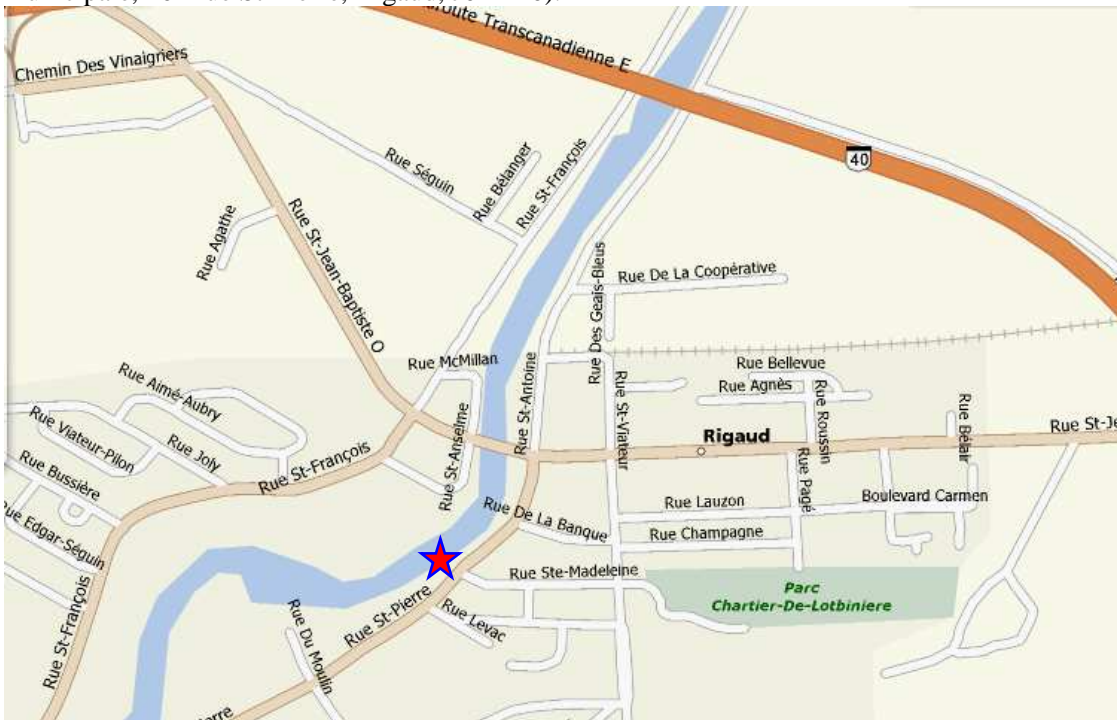 Transcanadienne E
Chemin Des Vinaigriers
40
Rue Séguin
Rue Bélanger
Rue St-François
Rue Agathe
Rue St-Jean-Baptiste O
Rue Des Geais-Bleus
Rue De La Coopérative
Rue McMillan
Rue Aimé-Aubry
Rue St-Antoine
Rue Bellevue
Rue Agnès
Rue Roussin
Rue St-Viateur
Rue Viateur-Pilon
Rue Joly
Rue St-Anselme
Rigaud
Rue Bélair
Rue St-Je
Rue St-François
Rue Bussière
Rue Pagé
Rue Lauzon
Boulevard Carmen
Rue De La Banque
Rue Champagne
Rue Edgar-Séguin
Rue Ste-Madeleine
Parc
Chartier-De-Lotbiniere
Rue St-Pierre
Rue Levac
Rue Du Moulin
Rue St-François